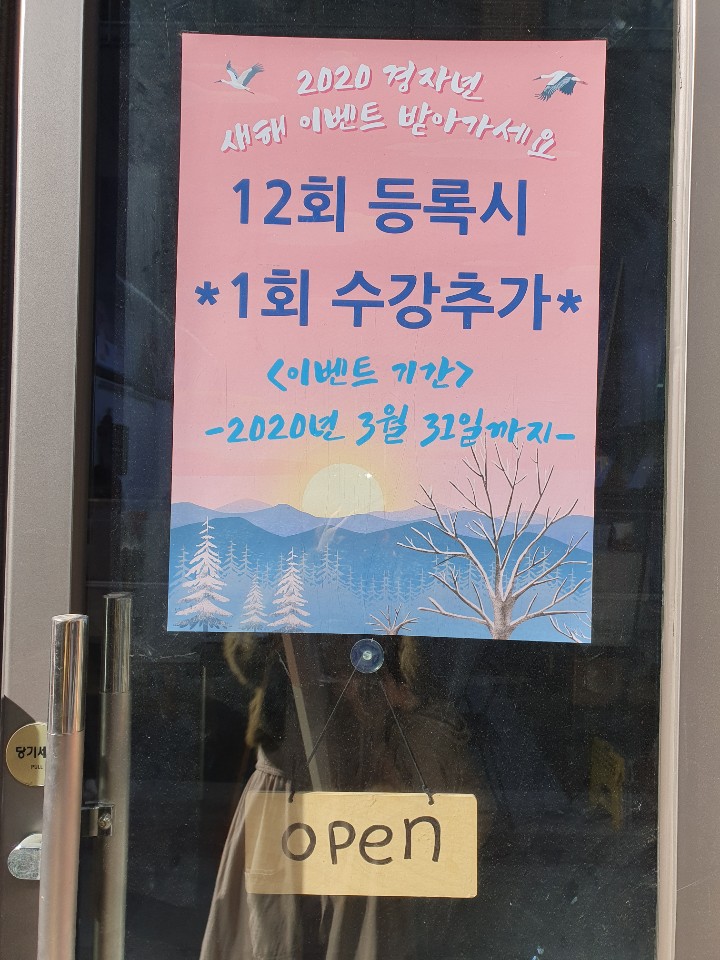 2020 경자년
새해 이벤트 받아가세요
12회 등록시
*1회 수강추가*
<이벤트 기간>
-2020년 3월 31일까지-
당기세
PULL
open